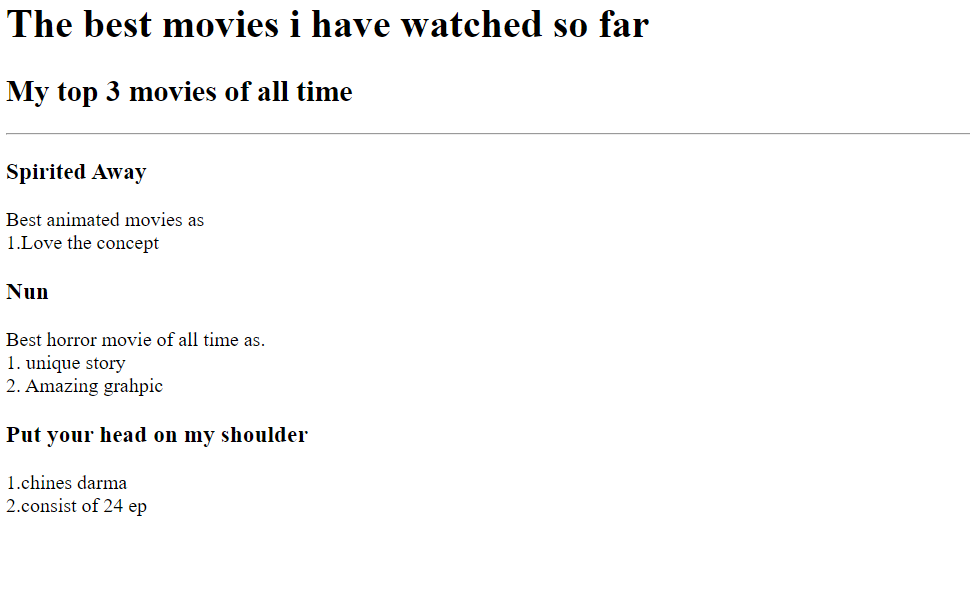 The best movies i have watched so far
My top 3 movies of all time
Spirited Away
Best animated movies as
1.Love the concept
Nun
Best horror movie of all time as.
1. unique story
2. Amazing grahpic
Put your head on my shoulder
1.chines darma
2.consist of 24 ep